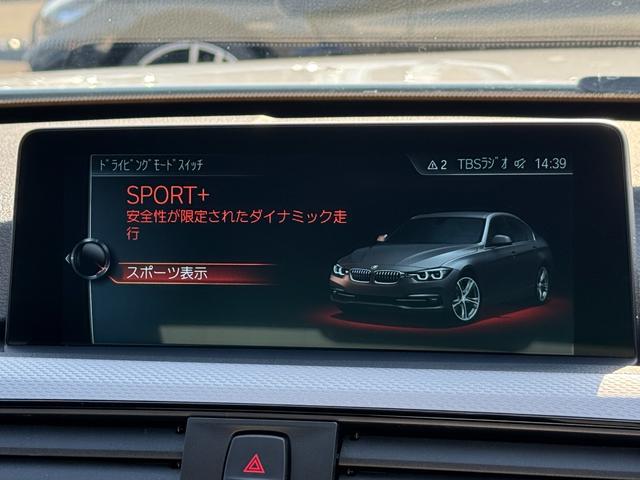 ドライビングモードスイッチ
2 TBSラジオ 14:39
SPORT+
安全性が限定されたダイナミック走
行
スポーツ表示